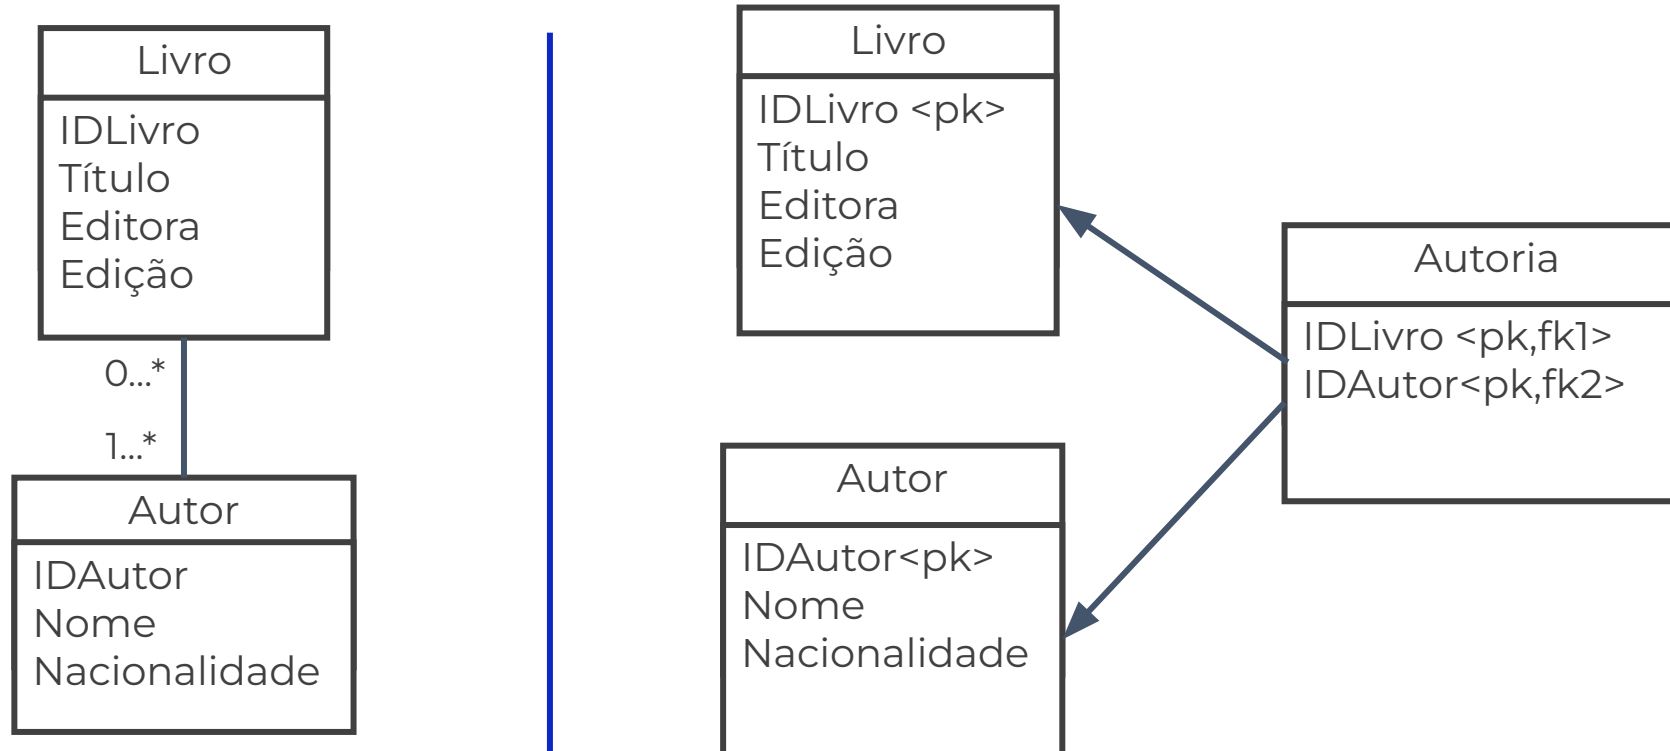 Livro
IDLivro
Título
Editora
Edição
0...*
1...*
Autor
IDAutor
Nome
Nacionalidade
Livro
IDLivro <pk>
Título
Editora
Edição
Autor
IDAutor<pk>
Nome
Nacionalidade
Autoria
IDLivro <pk,fk1>
IDAutor<pk,fk2>